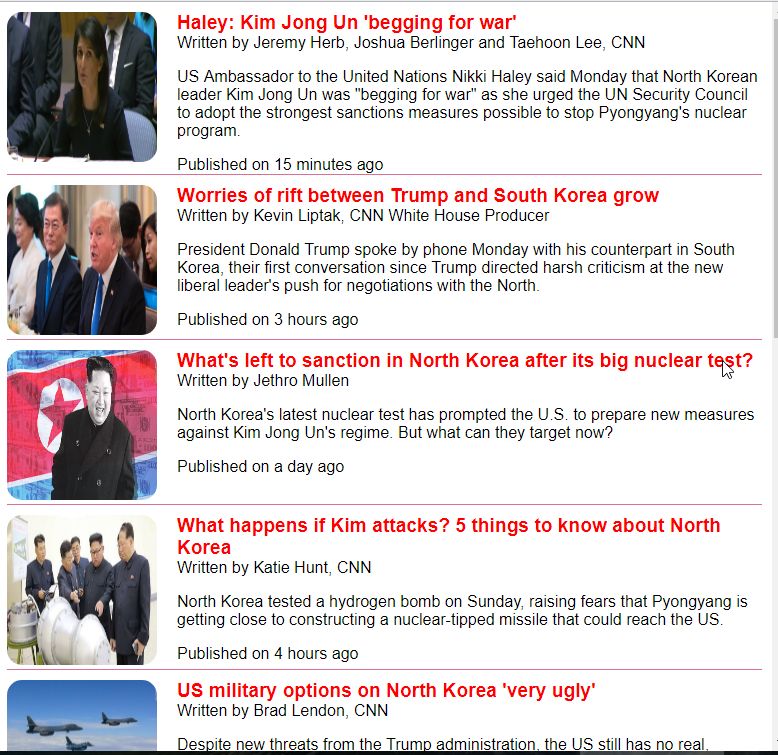 Haley: Kim Jong Un 'begging for war'
Written by Jeremy Herb, Joshua Berlinger and Taehoon Lee, CNN
US Ambassador to the United Nations Nikki Haley said Monday that North Korean
leader Kim Jong Un was "begging for war" as she urged the UN Security Council
to adopt the strongest sanctions measures possible to stop Pyongyang's nuclear
program.
Published on 15 minutes ago
Worries of rift between Trump and South Korea grow
Written by Kevin Liptak, CNN White House Producer
President Donald Trump spoke by phone Monday with his counterpart in South
Korea, their first conversation since Trump directed harsh criticism at the new
liberal leader's push for negotiations with the North.
Published on 3 hours ago
What's left to sanction in North Korea after its big nuclear test?
Written by Jethro Mullen
North Korea's latest nuclear test has prompted the U.S. to prepare new measures
against Kim Jong Un's regime. But what can they target now?
Published on a day ago
What happens if Kim attacks? 5 things to know about North
Korea
Written by Katie Hunt, CNN
North Korea tested a hydrogen bomb on Sunday, raising fears that Pyongyang is
getting close to constructing a nuclear-tipped missile that could reach the US.
Published on 4 hours ago
US military options on North Korea 'very ugly'
Written by Brad Lendon, CNN
Despite new threats from the Trump administration, the US still has no real,